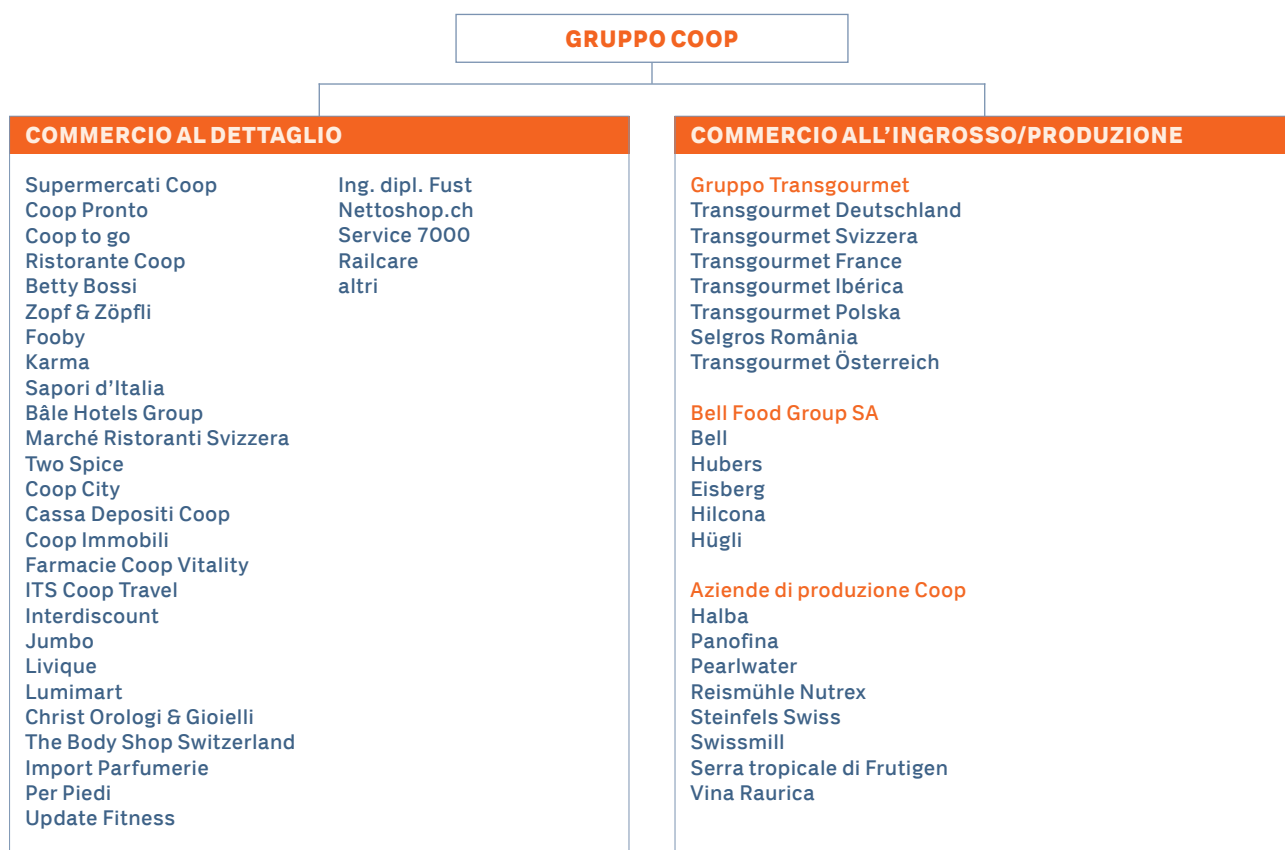 GRUPPO COOP
COMMERCIO AL DETTAGLIO
Supermercati Coop
Coop Pronto
Coop to go
Ristorante Coop
Betty Bossi
Zopf & Zöpfli
Fooby
Karma
Sapori d’Italia
Bâle Hotels Group
Marché Ristoranti Svizzera
Two Spice
Coop City
Cassa Depositi Coop
Coop Immobili
Farmacie Coop Vitality
ITS Coop Travel
Interdiscount
Jumbo
Livique
Lumimart
Christ Orologi & Gioielli
The Body Shop Switzerland
Import Parfumerie
Per Piedi
Update Fitness
Ing. dipl. Fust
Nettoshop.ch
Service 7000
Railcare
altri
COMMERCIO ALL’INGROSSO/PRODUZIONE
Gruppo Transgourmet
Transgourmet Deutschland
Transgourmet Svizzera
Transgourmet France
Transgourmet Ibérica
Transgourmet Polska
Selgros România
Transgourmet Österreich
Bell Food Group SA
Bell
Hubers
Eisberg
Hilcona
Hügli
Aziende di produzione Coop
Halba
Panofina
Pearlwater
Reismühle Nutrex
Steinfels Swiss
Swissmill
Serra tropicale di Frutigen
Vina Raurica